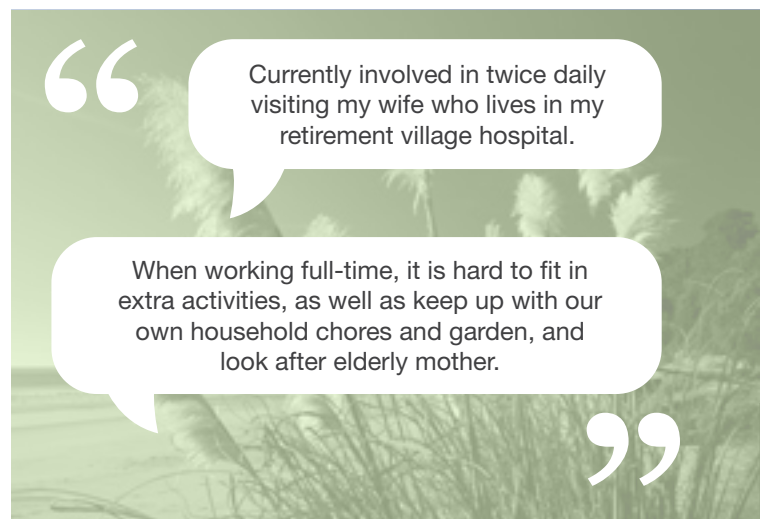 Currently involved in twice daily
visiting my wife who lives in my
retirement village hospital.
When working full-time, it is hard to fit in
extra activities, as well as keep up with our
own household chores and garden, and
look after elderly mother.